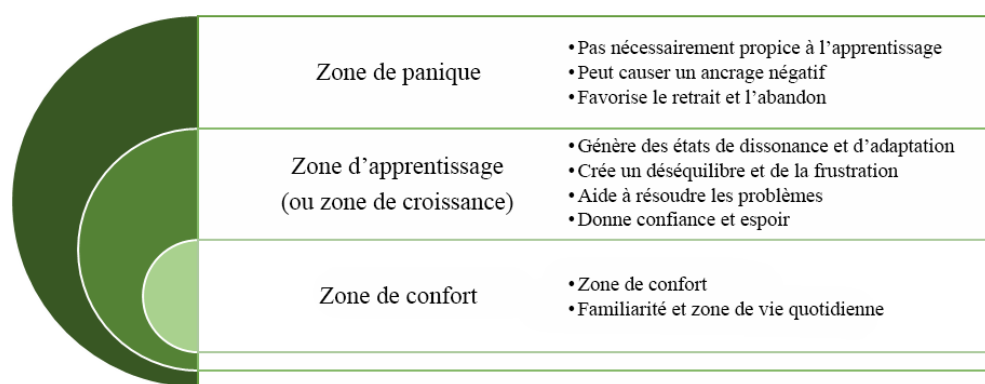 Zone de panique
• Pas nécessairement propice à l’apprentissage
• Peut causer un ancrage négatif
• Favorise le retrait et l’abandon
Zone d’apprentissage
(ou zone de croissance)
• Génère des états de dissonance et d’adaptation
• Crée un déséquilibre et de la frustration
• Aide à résoudre les problèmes
• Donne confiance et espoir
Zone de confort
• Zone de confort
• Familiarité et zone de vie quotidienne